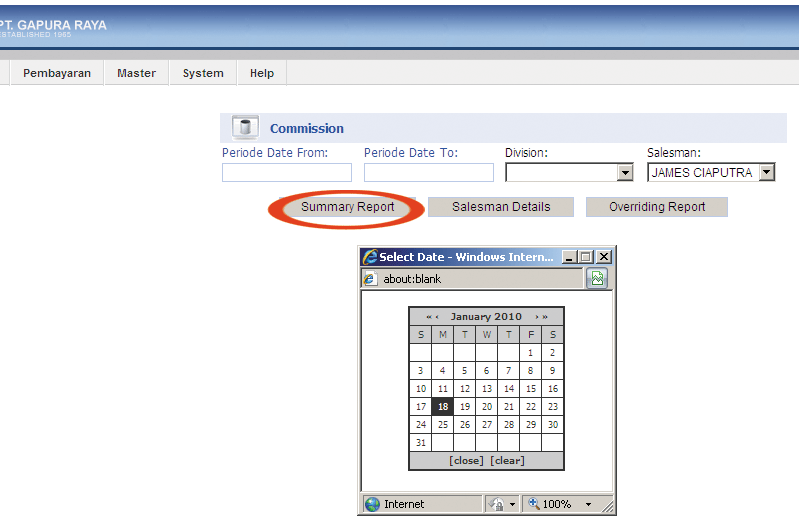 PT. GAPURA RAYA
ESTABLISHED 1965
Pembayaran Master System Help
Commission
Periode Date From: Periode Date To: Division: Salesman:
JAMES CIAPUTRA
Summary Report Salesman Details Overriding Report
Select Date - Windows Intern...
about:blank
« ‹ January 2010 › »
S M T W T F S
1 2
3 4 5 6 7 8 9
10 11 12 13 14 15 16
17 18 19 20 21 22 23
24 25 26 27 28 29 30
31
[close] [clear]
Internet 100%